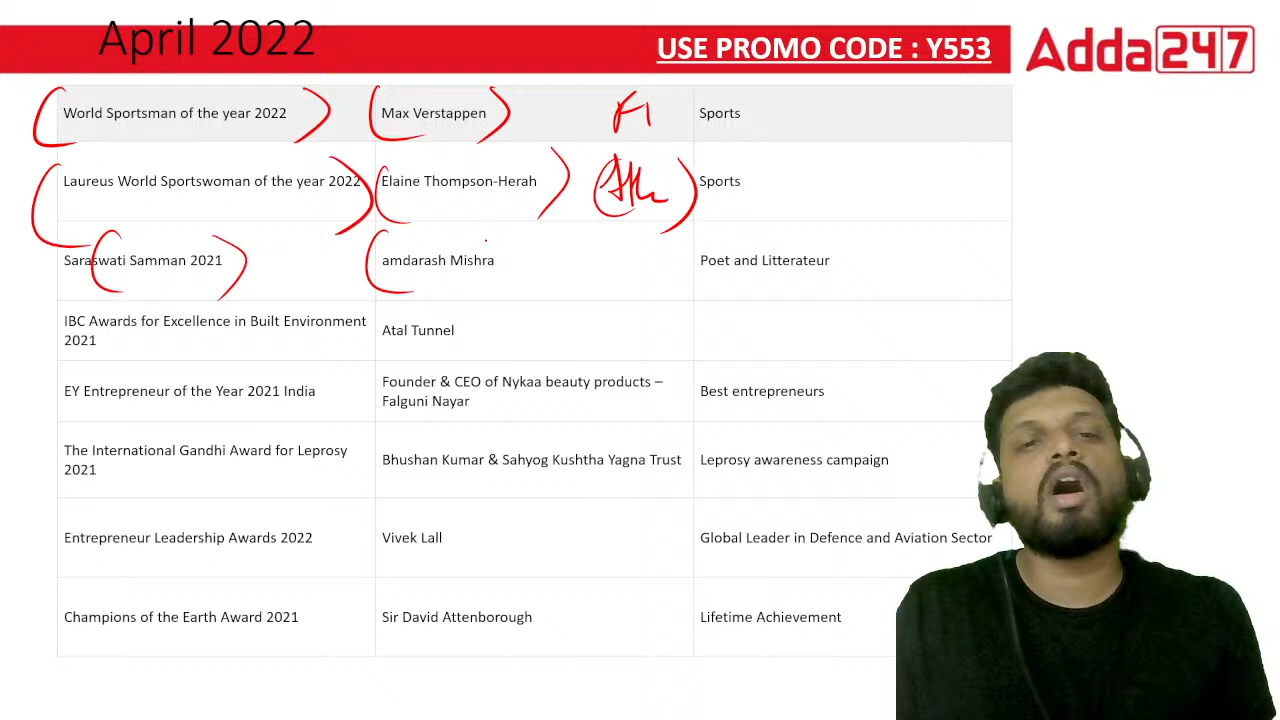 April 2022
USE PROMO CODE : Y553
Adda247
World Sportsman of the year 2022
Max Verstappen
F1
Sports
Laureus World Sportswoman of the year 2022
Elaine Thompson-Herah
Ath
Sports
Saraswati Samman 2021
amdarash Mishra
Poet and Litterateur
IBC Awards for Excellence in Built Environment
2021
Atal Tunnel
EY Entrepreneur of the Year 2021 India
Founder & CEO of Nykaa beauty products –
Falguni Nayar
Best entrepreneurs
The International Gandhi Award for Leprosy
2021
Bhushan Kumar & Sahyog Kushtha Yagna Trust
Leprosy awareness campaign
Entrepreneur Leadership Awards 2022
Vivek Lall
Global Leader in Defence and Aviation Sector
Champions of the Earth Award 2021
Sir David Attenborough
Lifetime Achievement